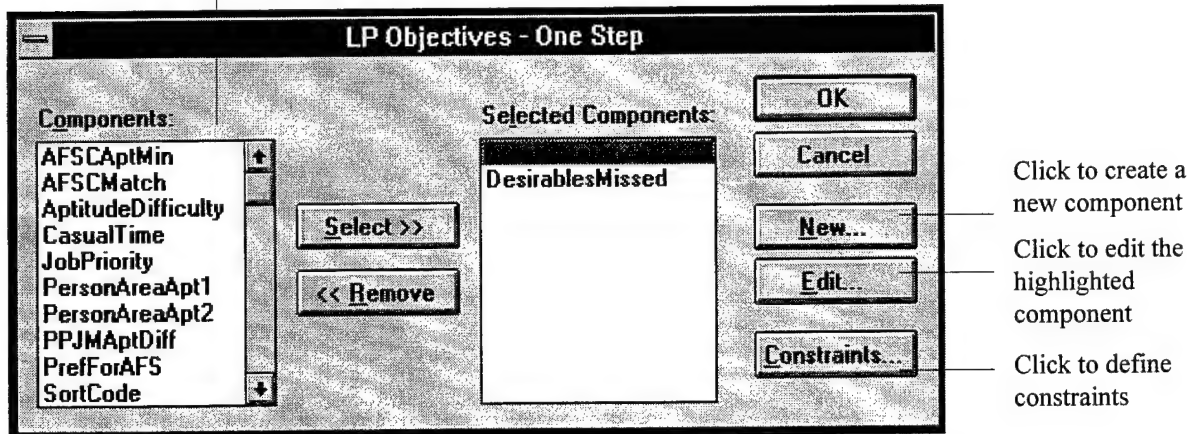 LP Objectives - One Step
Components:
AFSCAptMin
AFSCMatch
AptitudeDifficulty
CasualTime
JobPriority
PersonAreaApt1
PersonAreaApt2
PPJMAptDiff
PrefForAFS
SortCode
Select >>
<< Remove
Selected Components:
DesirablesMissed
OK
Cancel
New...
Edit...
Constraints...
Click to create a
new component
Click to edit the
highlighted
component
Click to define
constraints